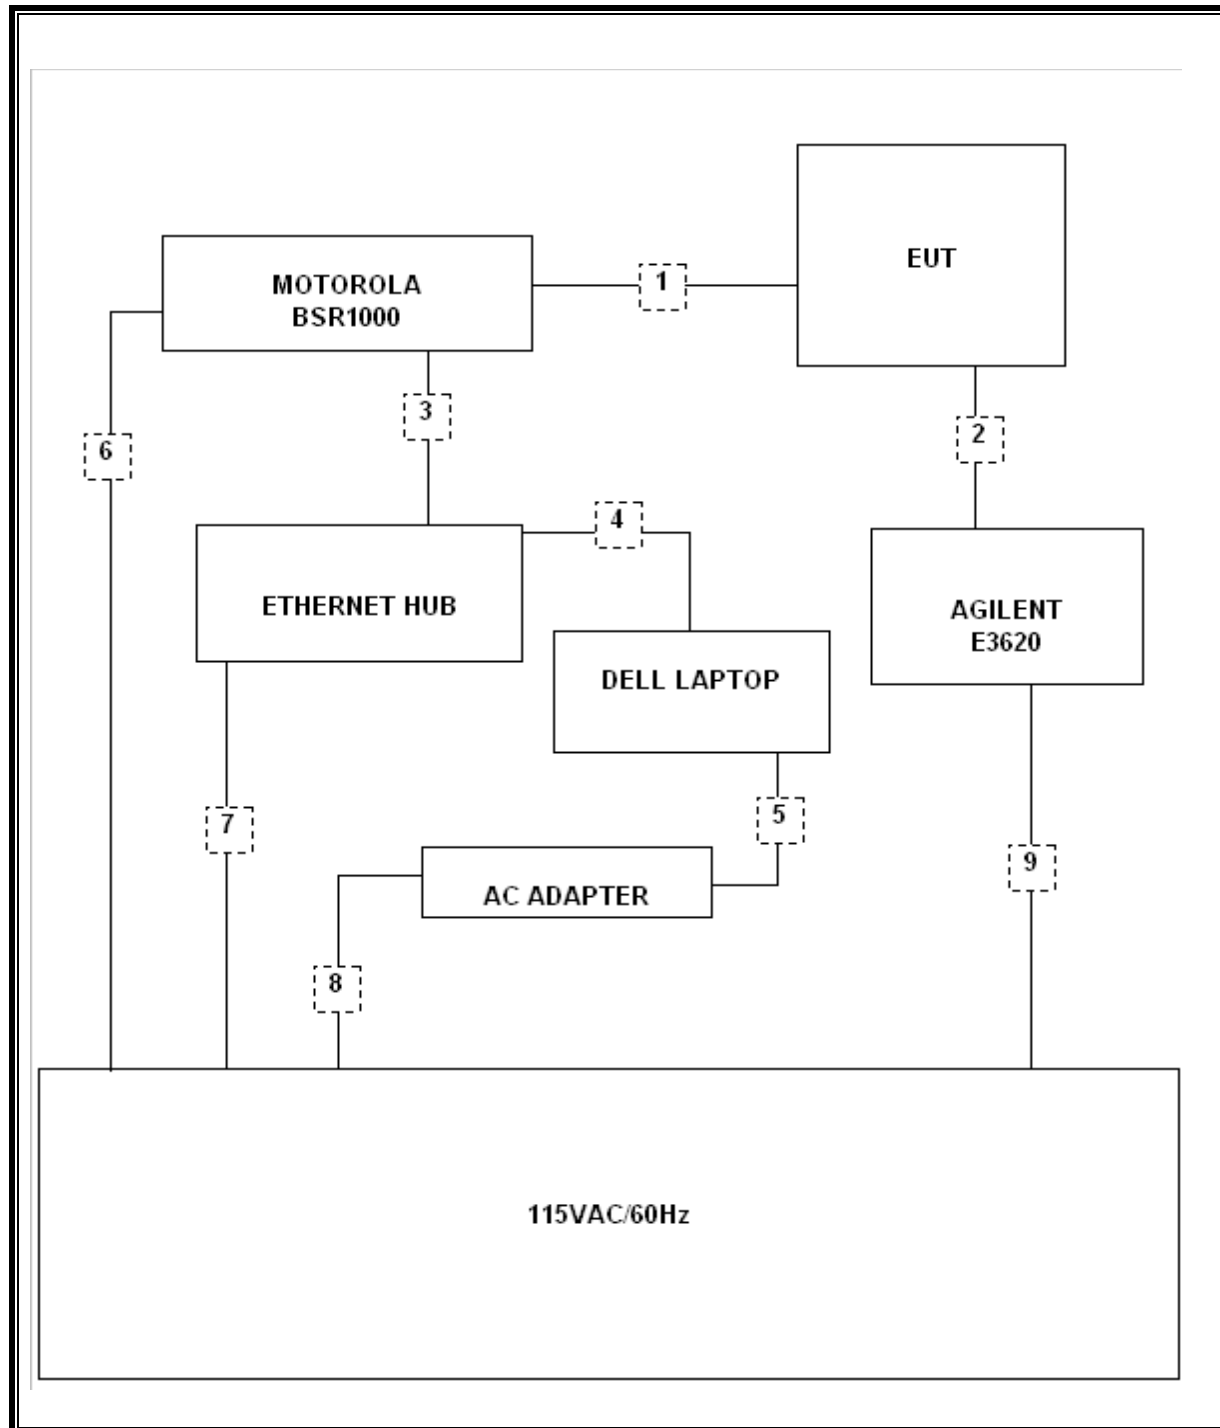 EUT
1
MOTOROLA
BSR1000
3
2
6
4
ETHERNET HUB
AGILENT
E3620
DELL LAPTOP
5
7
9
AC ADAPTER
8
115VAC/60Hz